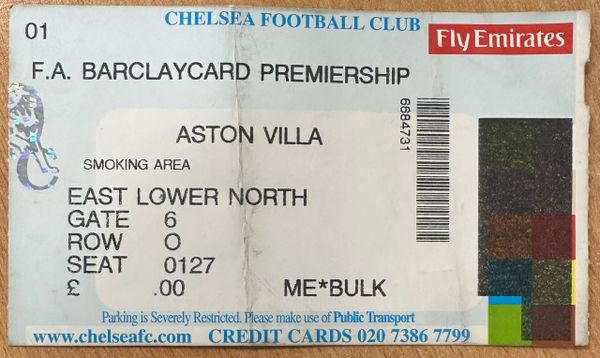 CHELSEA FOOTBALL CLUB
01
Fly Emirates
F.A. BARCLAYCARD PREMIERSHIP
6684731
ASTON VILLA
SMOKING AREA
EAST LOWER NORTH
GATE 6
ROW O
SEAT 0127
£ .00 ME*BULK
Parking is Severely Restricted. Please make use of Public Transport
www.chelseafc.com CREDIT CARDS 020 7386 7799